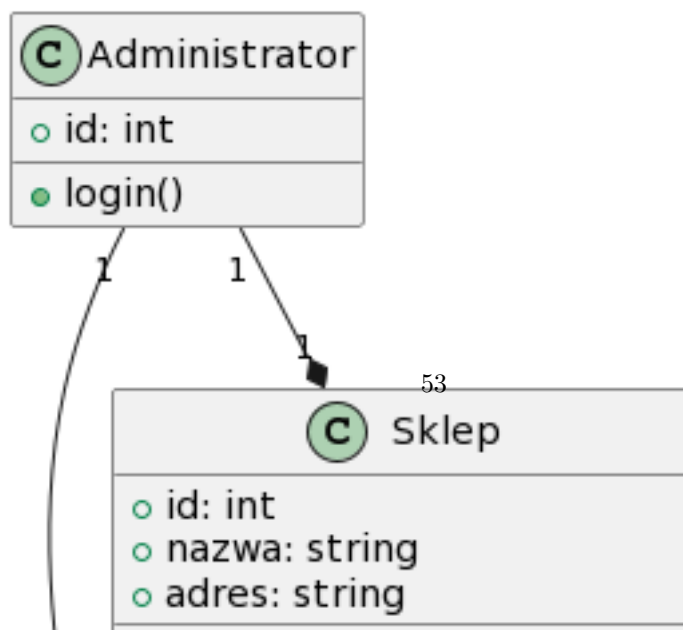 C Administrator
id: int
login()
1 1
1
53
C Sklep
id: int
nazwa: string
adres: string